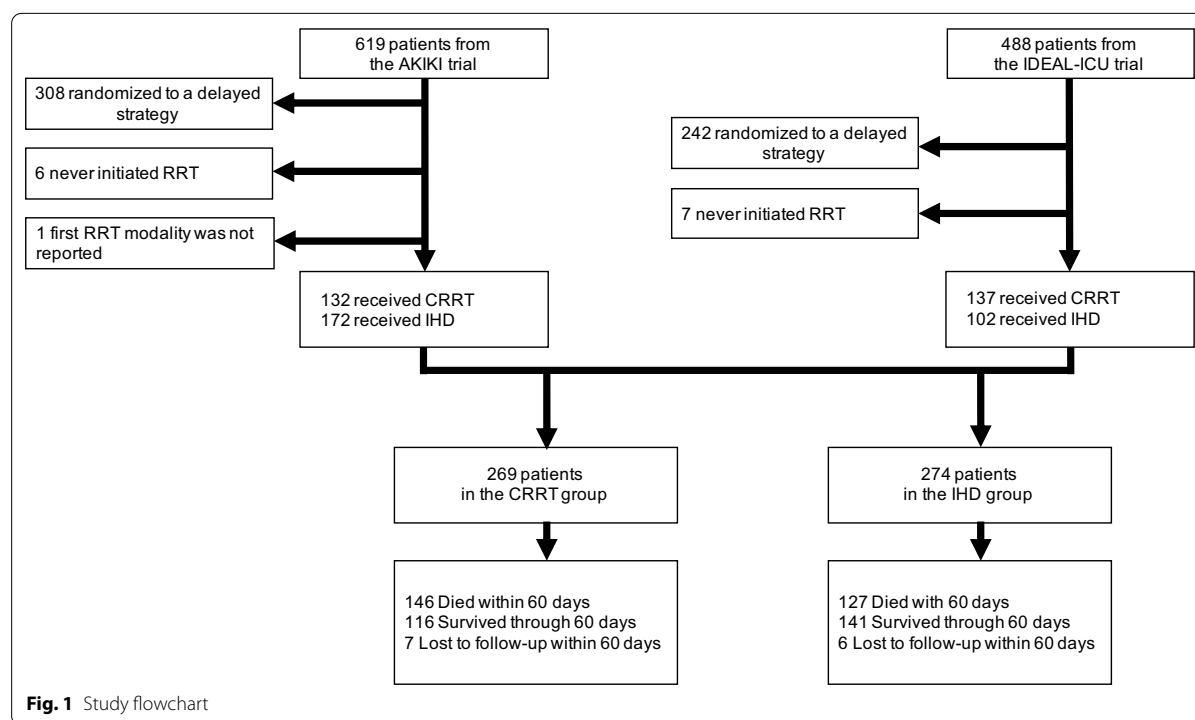 619 patients from
the AKIKI trial
488 patients from
the IDEAL-ICU trial
308 randomized to a delayed
strategy
242 randomized to a delayed
strategy
6 never initiated RRT
7 never initiated RRT
1 first RRT modality was not
reported
132 received CRRT
172 received IHD
137 received CRRT
102 received IHD
269 patients
in the CRRT group
274 patients
in the IHD group
146 Died within 60 days
116 Survived through 60 days
7 Lost to follow-up within 60 days
127 Died with 60 days
141 Survived through 60 days
6 Lost to follow-up within 60 days
Fig. 1 Study flowchart